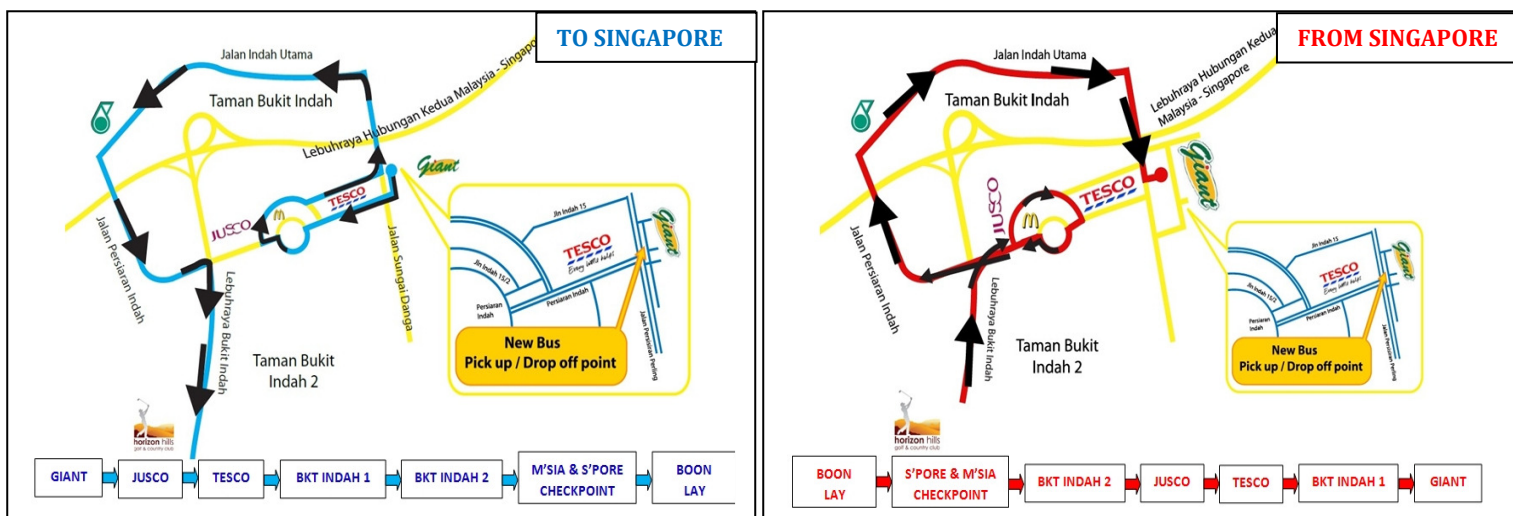 TO SINGAPORE
Jalan Indah Utama
Taman Bukit Indah
Lebuhraya Hubungan Kedua Malaysia - Singapo
Giant
TESCO
JUSCO
Jalan Persiaran Indah
Lebuhraya Bukit Indah
Jalan Sungai Danga
Taman Bukit
Indah 2
horizon hills
golf & country club
Jln Indah 15
Giant
TESCO
Every little helps
Jln Indah 15/2
Persiaran
Indah
Persiaran Indah
Jalan Persisiran Perling
New Bus
Pick up / Drop off point
GIANT
JUSCO
TESCO
BKT INDAH 1
BKT INDAH 2
M'SIA & S'PORE
CHECKPOINT
BOON
LAY
FROM SINGAPORE
Jalan Indah Utama
Taman Bukit Indah
Lebuhraya Hubungan Kedua
Malaysia - Singapore
Giant
TESCO
JUSCO
Jalan Persiaran Indah
Lebuhraya Bukit Indah
Taman Bukit
Indah 2
horizon hills
golf & country club
Jln Indah 15
Giant
TESCO
Every little helps
Jln Indah 15/2
Persiaran
Indah
Persiaran Indah
Jalan Persisiran Perling
New Bus
Pick up / Drop off point
BOON
LAY
S'PORE & M'SIA
CHECKPOINT
BKT INDAH 2
JUSCO
TESCO
BKT INDAH 1
GIANT